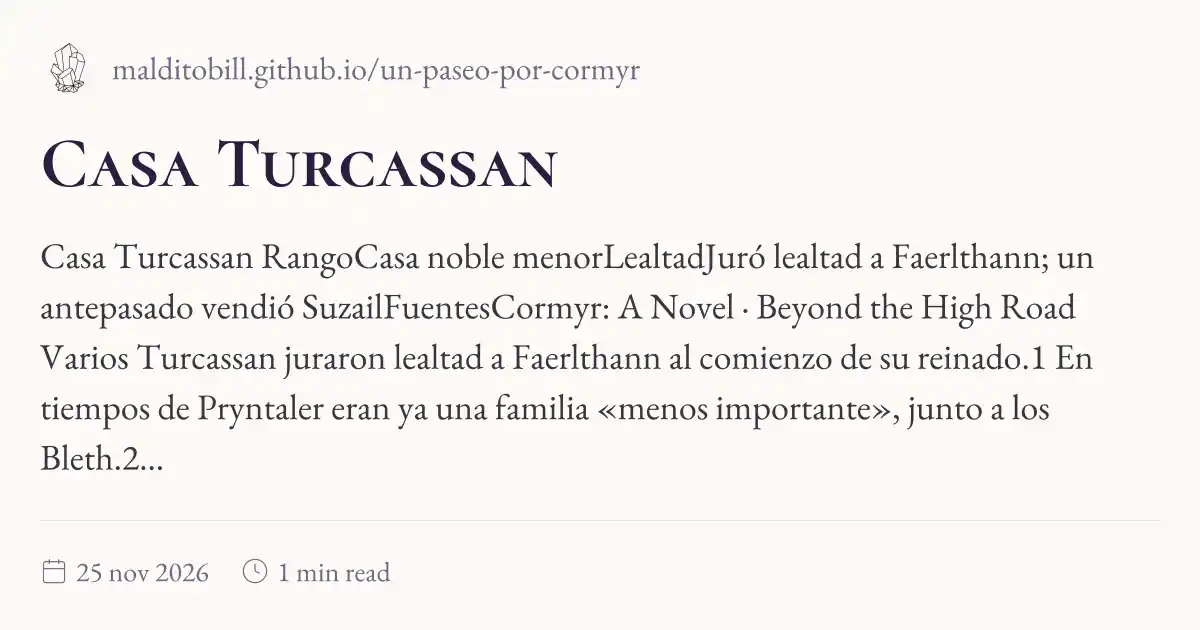 malditobill.github.io/un-paseo-por-cormyr
Casa Turcassan
Casa Turcassan RangoCasa noble menorLealtadJuró lealtad a Faerlthann; un
antepasado vendió SuzailFuentesCormyr: A Novel · Beyond the High Road
Varios Turcassan juraron lealtad a Faerlthann al comienzo de su reinado.1 En
tiempos de Pryntaler eran ya una familia «menos importante», junto a los
Bleth.2...
25 nov 2026 1 min read